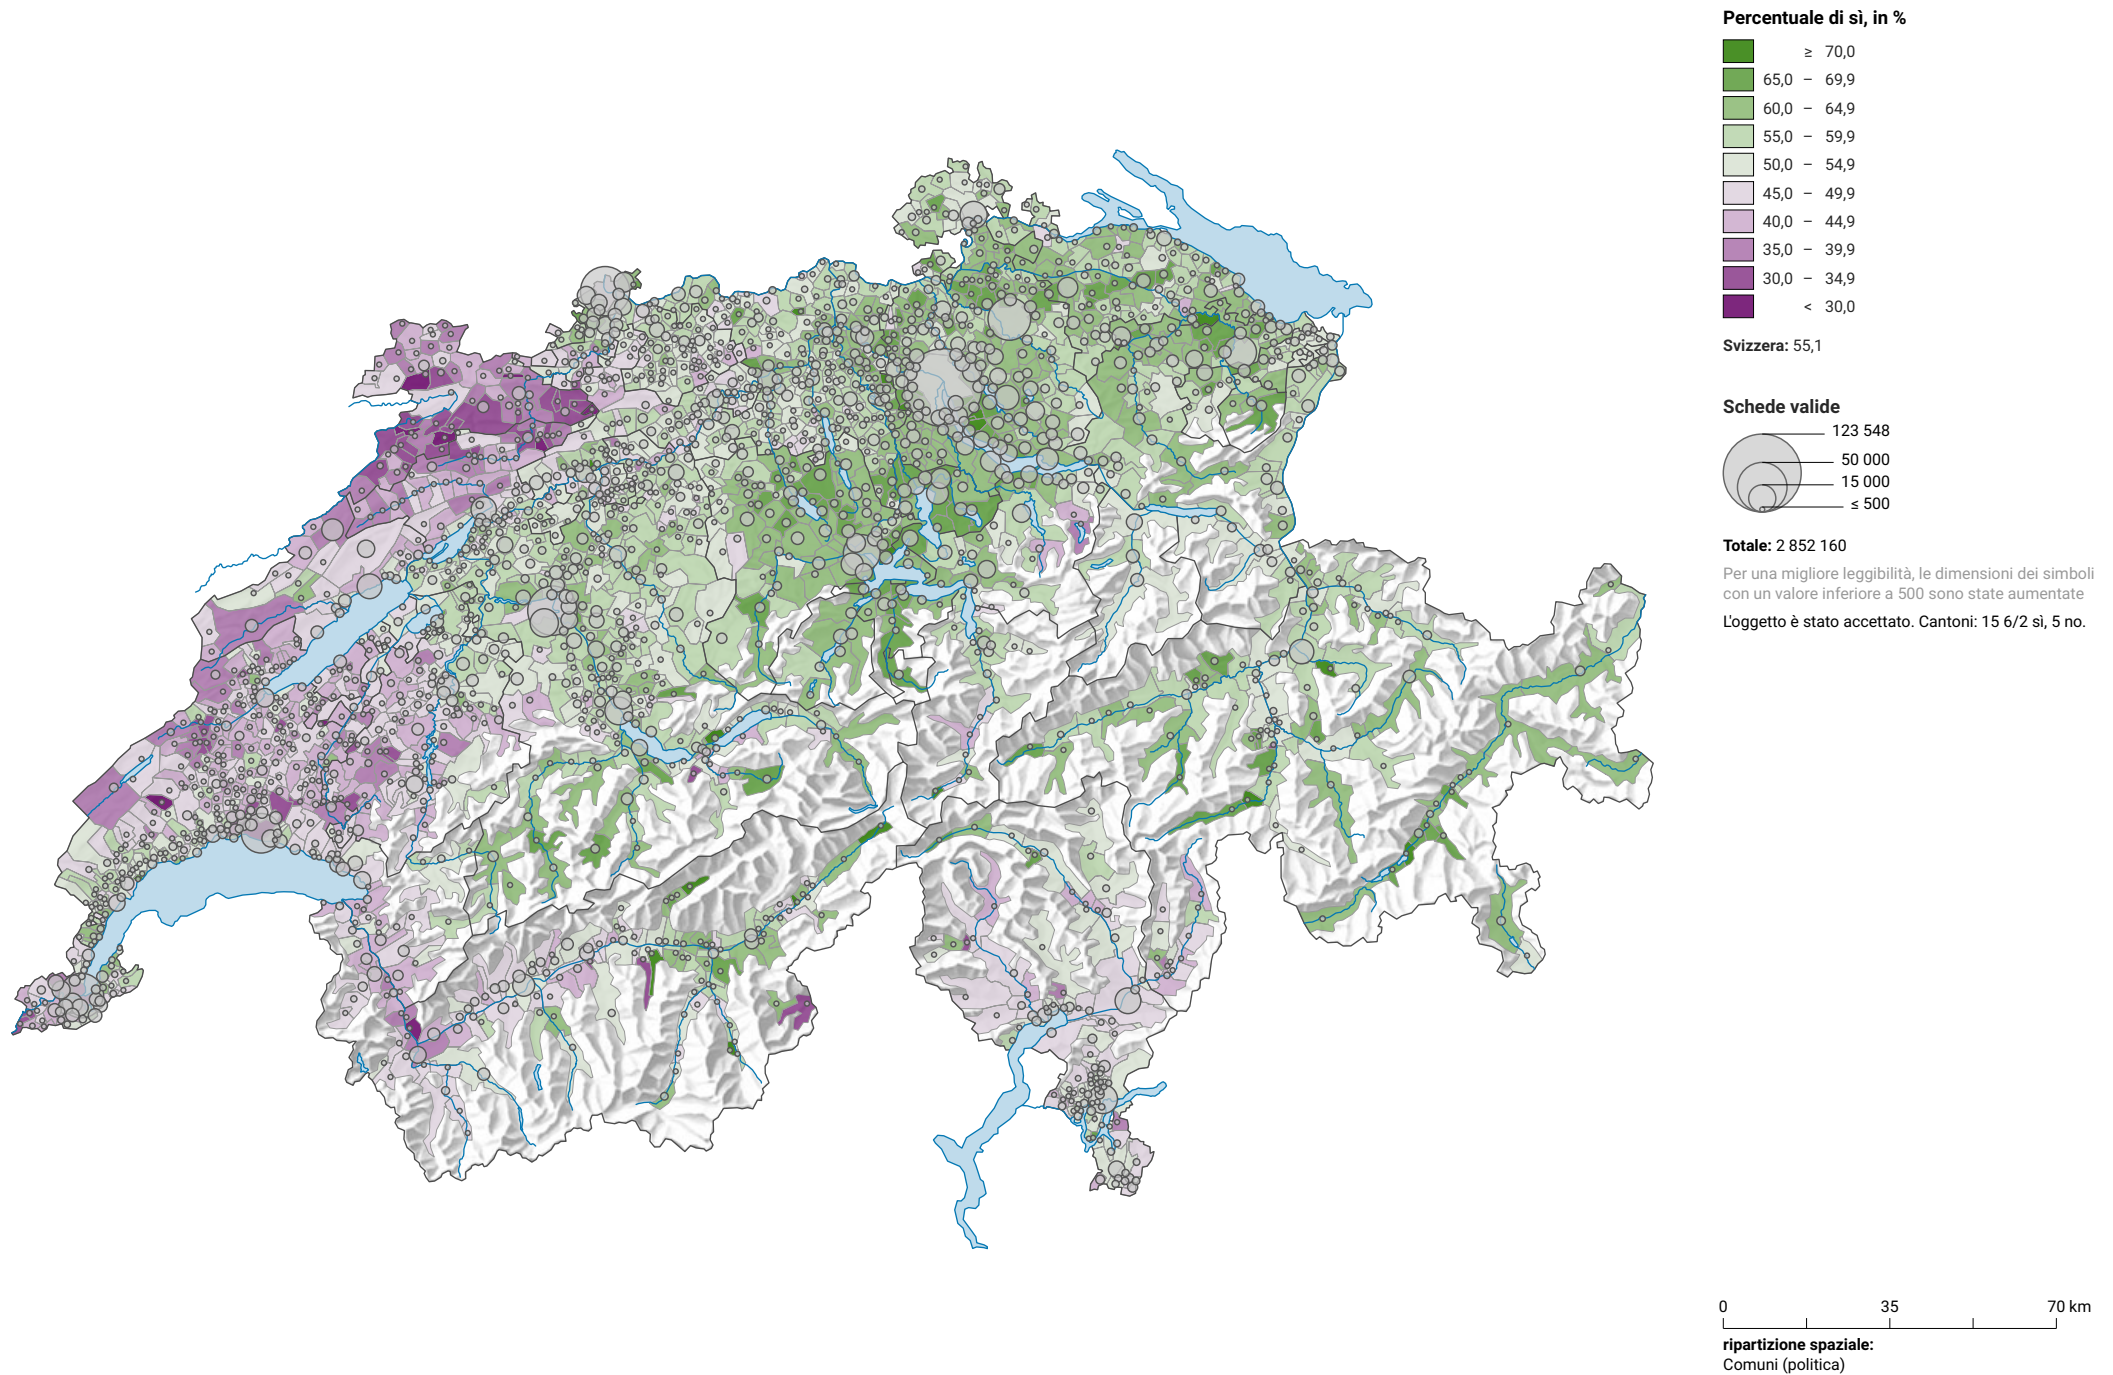 Percentuale di sì, in %
≥ 70,0
65,0 – 69,9
60,0 – 64,9
55,0 – 59,9
50,0 – 54,9
45,0 – 49,9
40,0 – 44,9
35,0 – 39,9
30,0 – 34,9
< 30,0
Svizzera: 55,1
Schede valide
123 548
50 000
15 000
≤ 500
Totale: 2 852 160
Per una migliore leggibilità, le dimensioni dei simboli
con un valore inferiore a 500 sono state aumentate
L'oggetto è stato accettato. Cantoni: 15 6/2 sì, 5 no.
0 35 70 km
ripartizione spaziale:
Comuni (politica)